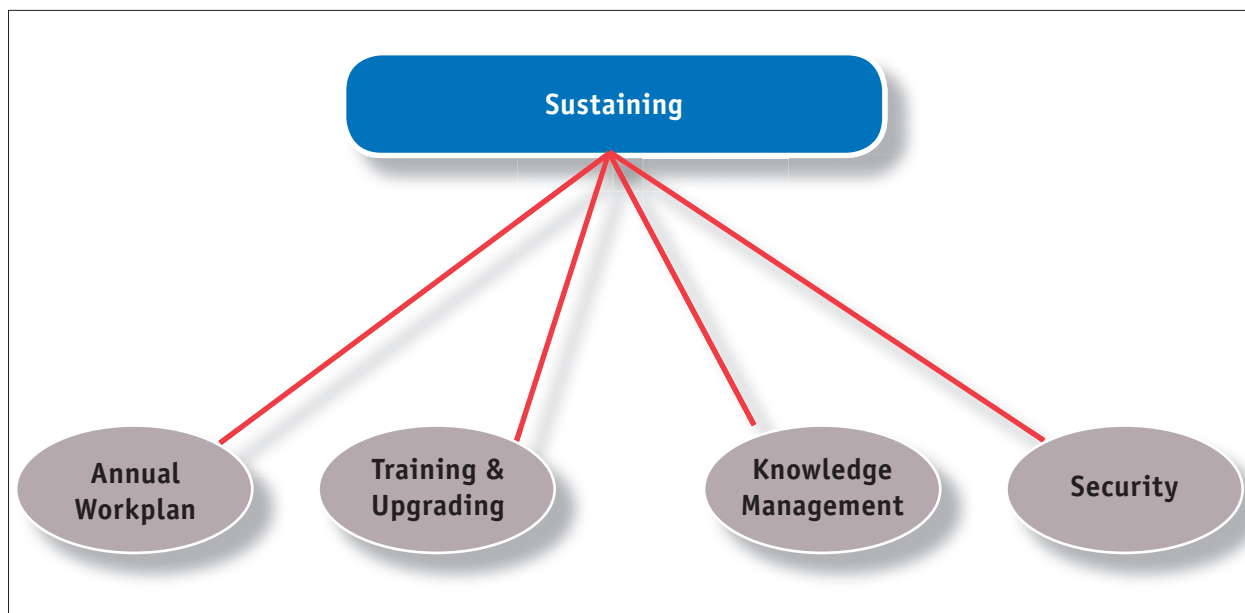 Sustaining
Annual
Workplan
Training &
Upgrading
Knowledge
Management
Security